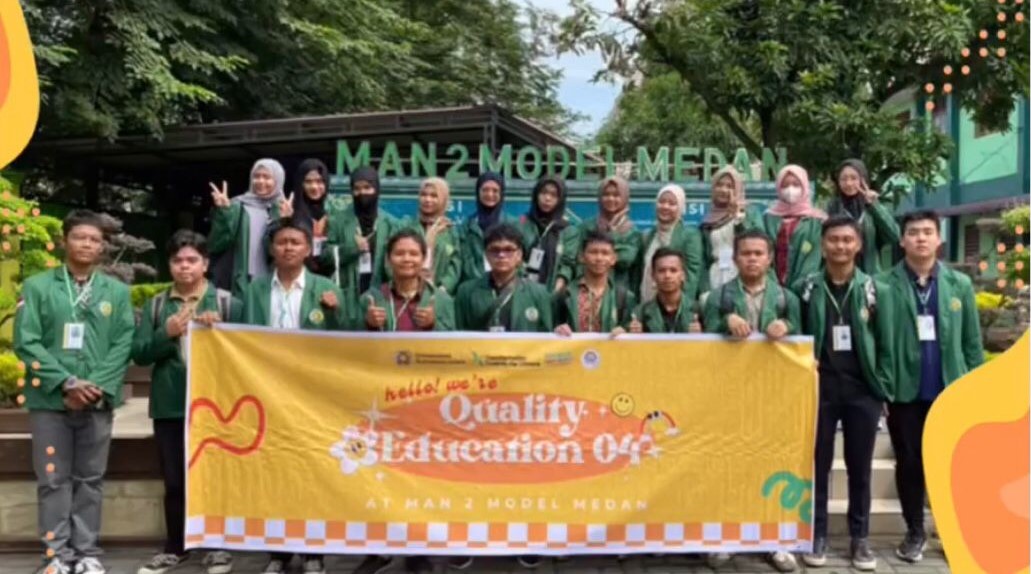 MAN 2 MODEL MEDAN
hello! we're
Quality
Education 04
AT MAN 2 MODEL MEDAN